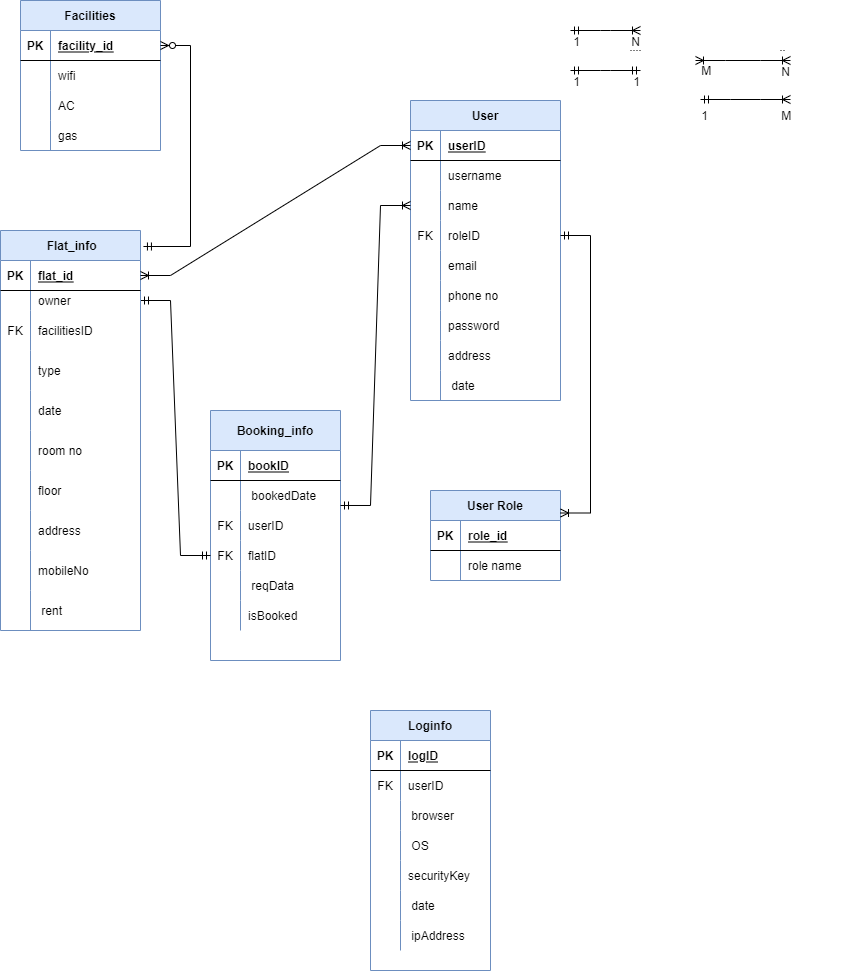 Facilities
PK facility_id
wifi
AC
gas
1 N
1 1
M N
1 M
User
PK userID
username
name
FK roleID
email
phone no
password
address
date
Flat_info
PK flat_id
owner
FK facilitiesID
type
date
room no
floor
address
mobileNo
rent
Booking_info
PK bookID
bookedDate
FK userID
FK flatID
reqData
isBooked
User Role
PK role_id
role name
Loginfo
PK logID
FK userID
browser
OS
securityKey
date
ipAddress